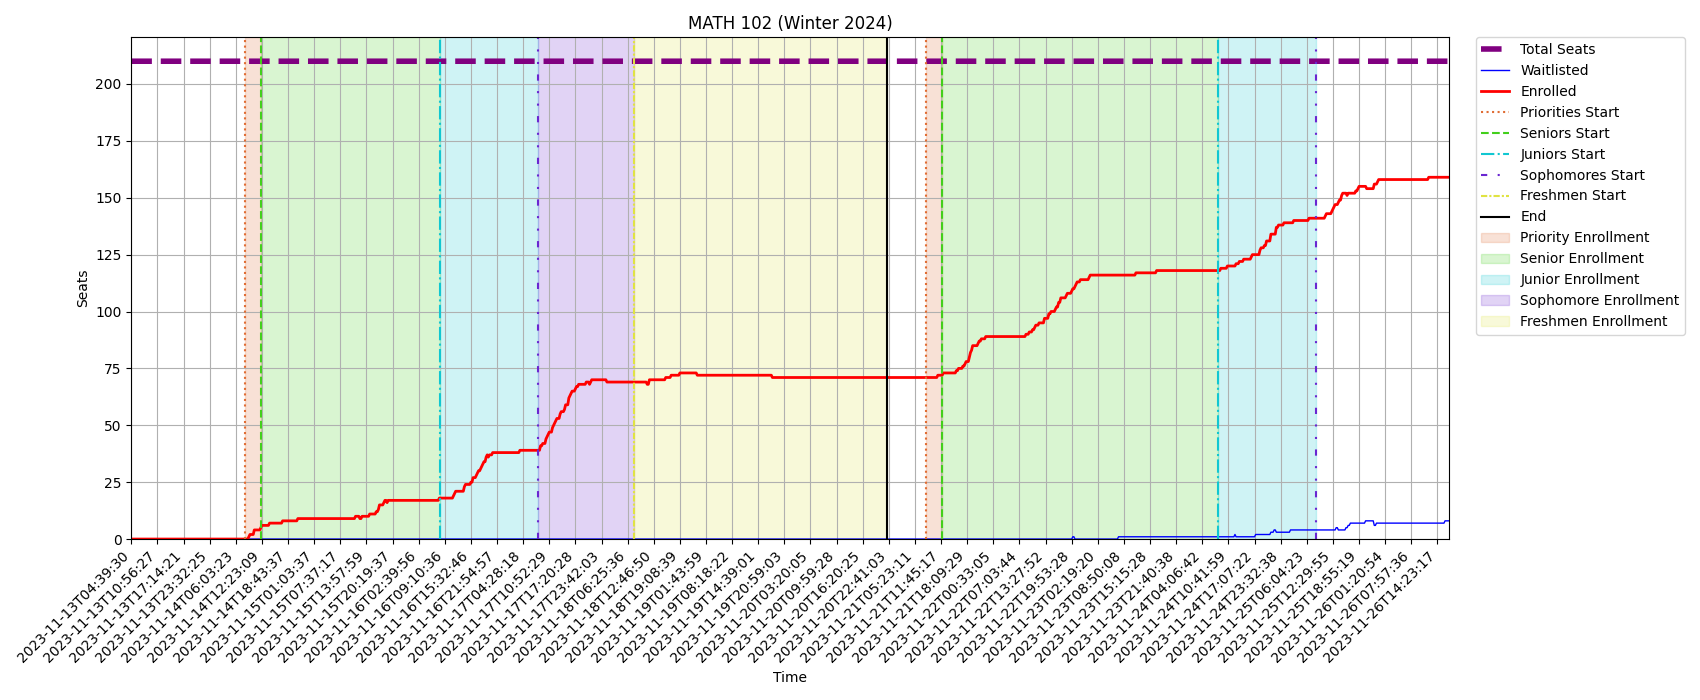 MATH 102 (Winter 2024)
Seats
200
175
150
125
100
75
50
25
0
2023-11-13T04:39:30
2023-11-13T10:56:27
2023-11-13T17:14:21
2023-11-13T23:32:25
2023-11-14T06:03:23
2023-11-14T12:23:09
2023-11-14T18:43:37
2023-11-15T01:03:37
2023-11-15T07:37:17
2023-11-15T13:57:59
2023-11-15T20:19:37
2023-11-16T02:39:56
2023-11-16T09:10:36
2023-11-16T15:32:46
2023-11-16T21:54:57
2023-11-17T04:28:18
2023-11-17T10:52:29
2023-11-17T17:20:28
2023-11-17T23:42:03
2023-11-18T06:25:36
2023-11-18T12:46:50
2023-11-18T19:08:39
2023-11-19T01:43:59
2023-11-19T08:18:22
2023-11-19T14:39:01
2023-11-19T20:59:03
2023-11-20T03:20:05
2023-11-20T09:59:28
2023-11-20T16:20:25
2023-11-20T22:41:03
2023-11-21T05:23:11
2023-11-21T11:45:17
2023-11-21T18:09:29
2023-11-22T00:33:05
2023-11-22T07:03:44
2023-11-22T13:27:52
2023-11-22T19:53:28
2023-11-23T02:19:20
2023-11-23T08:50:08
2023-11-23T15:15:28
2023-11-23T21:40:38
2023-11-24T04:06:42
2023-11-24T10:41:59
2023-11-24T17:07:22
2023-11-24T23:32:38
2023-11-25T06:04:23
2023-11-25T12:29:55
2023-11-25T18:55:19
2023-11-26T01:20:54
2023-11-26T07:57:36
2023-11-26T14:23:17
Time
Total Seats
Waitlisted
Enrolled
Priorities Start
Seniors Start
Juniors Start
Sophomores Start
Freshmen Start
End
Priority Enrollment
Senior Enrollment
Junior Enrollment
Sophomore Enrollment
Freshmen Enrollment